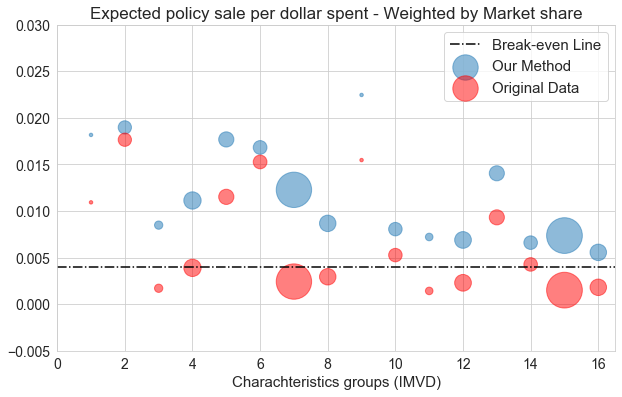 Expected policy sale per dollar spent - Weighted by Market share
0.030
0.025
0.020
0.015
0.010
0.005
0.000
−0.005
Break-even Line
Our Method
Original Data
0 2 4 6 8 10 12 14 16
Charachteristics groups (IMVD)